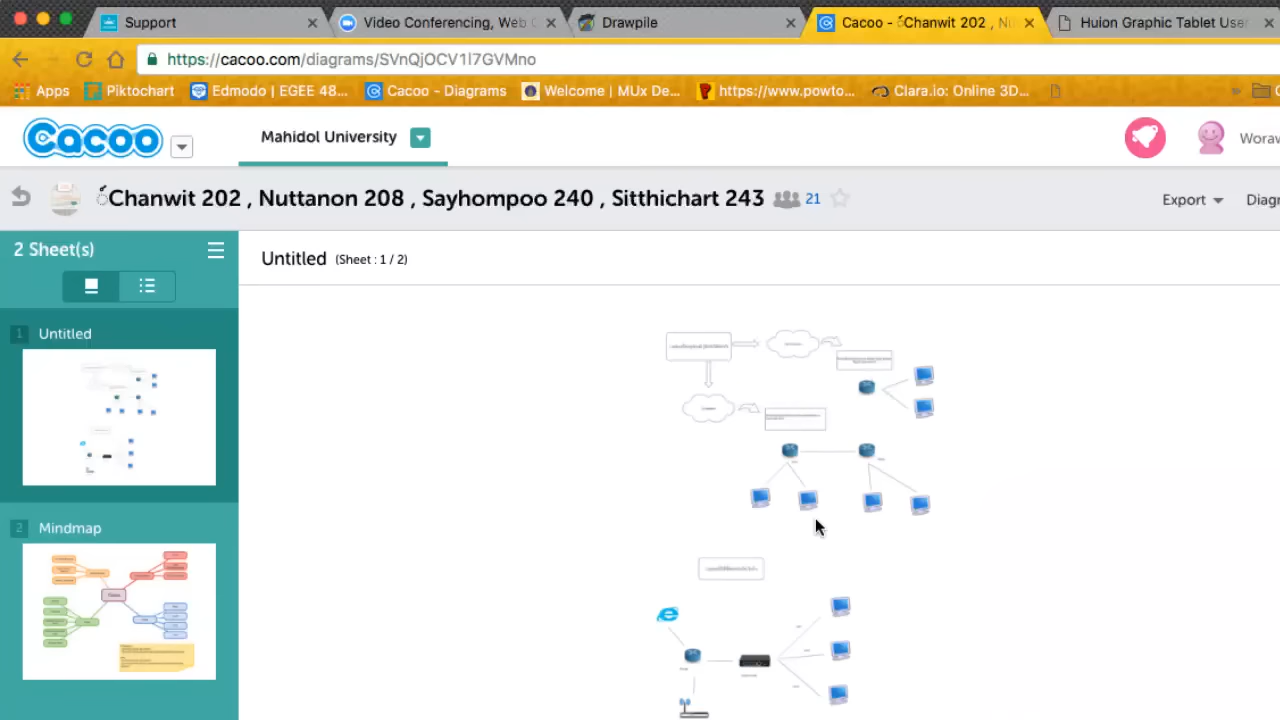 Support
Video Conferencing, Web C
Drawpile
Cacoo - ็Chanwit 202 , Ni
Huion Graphic Tablet User
https://cacoo.com/diagrams/SVnQjOCV1l7GVMno
Apps
Piktochart
Edmodo | EGEE 48...
Cacoo - Diagrams
Welcome | MUx De...
https://www.powto...
Clara.io: Online 3D...
Cacoo
Mahidol University
Woraw
Chanwit 202 , Nuttanon 208 , Sayhompoo 240 , Sitthichart 243
21
Export
Diagr
2 Sheet(s)
Untitled (Sheet : 1 / 2)
1 Untitled
2 Mindmap